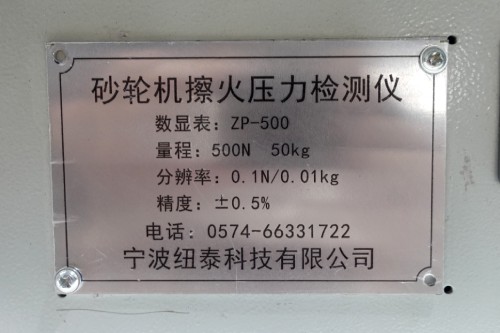 砂轮机擦火压力检测仪
数显表：ZP-500
量程：500N 50kg
分辨率：0.1N/0.01kg
精度：±0.5%
电话：0574-66331722
宁波纽泰科技有限公司